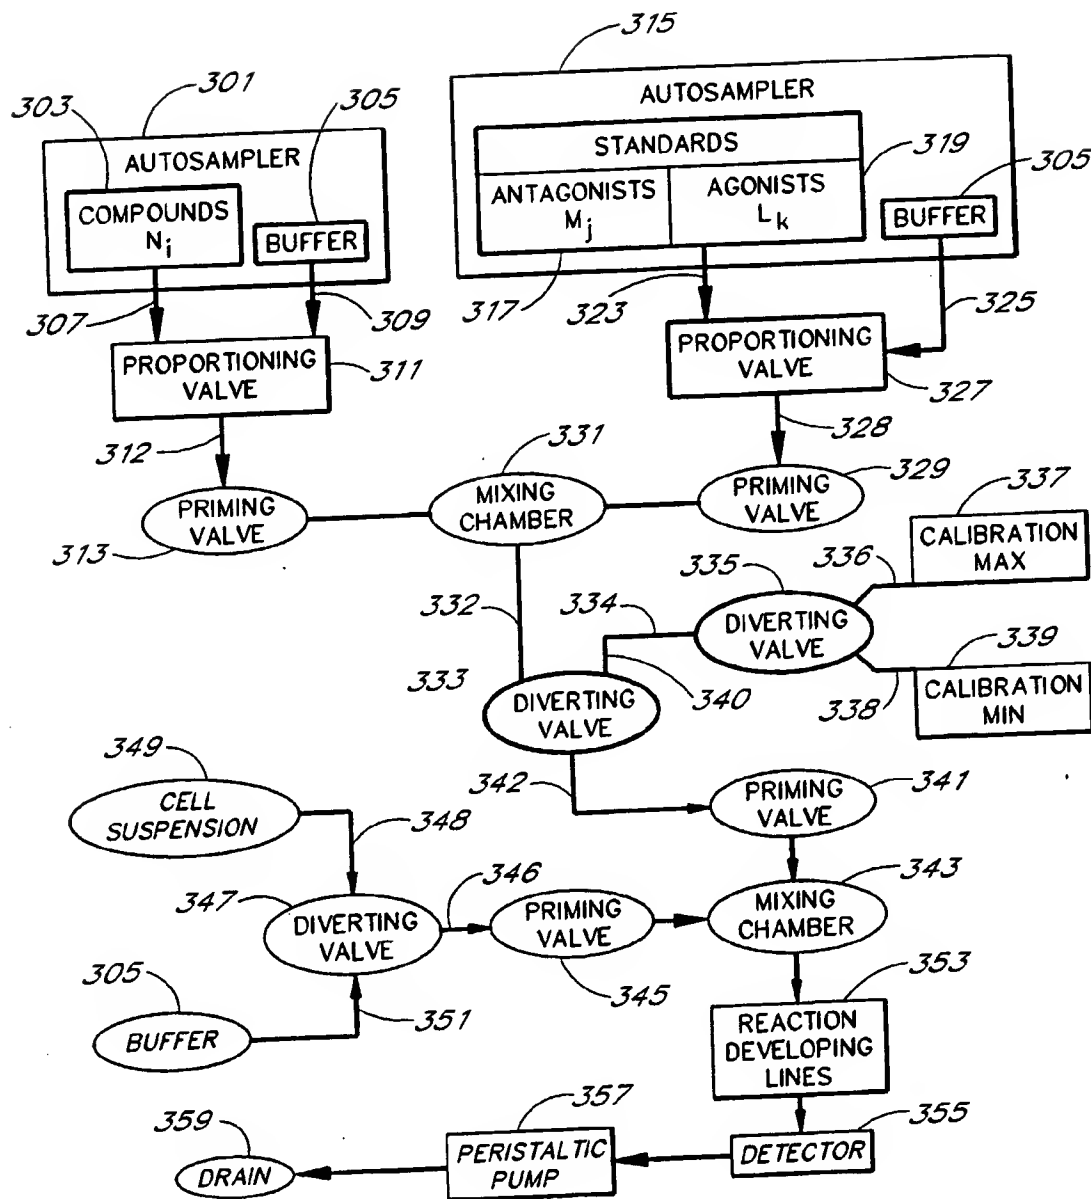 315
301
303
305
AUTOSAMPLER
AUTOSAMPLER
STANDARDS
319
305
COMPOUNDS
N_i
BUFFER
ANTAGONISTS
M_j
AGONISTS
L_k
BUFFER
307
309
317
323
325
PROPORTIONING
VALVE
311
PROPORTIONING
VALVE
327
312
328
331
329
PRIMING
VALVE
313
MIXING
CHAMBER
PRIMING
VALVE
337
CALIBRATION
MAX
336
335
334
332
DIVERTING
VALVE
339
333
340
338
CALIBRATION
MIN
DIVERTING
VALVE
349
342
341
CELL
SUSPENSION
PRIMING
VALVE
348
346
343
347
DIVERTING
VALVE
PRIMING
VALVE
MIXING
CHAMBER
305
351
345
353
BUFFER
REACTION
DEVELOPING
LINES
357
355
359
DRAIN
PERISTALTIC
PUMP
DETECTOR